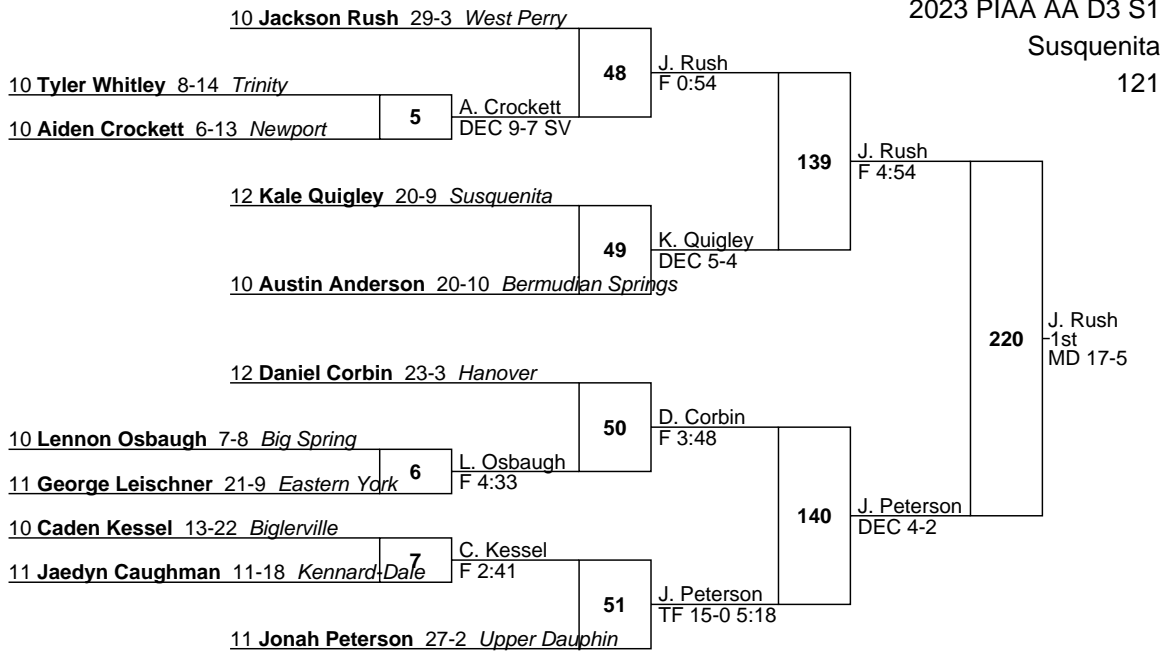 2023 PIAA AA D3 S1
Susquenita
121
10 Jackson Rush 29-3 West Perry
48
J. Rush
F 0:54
10 Tyler Whitley 8-14 Trinity
5
A. Crockett
DEC 9-7 SV
10 Aiden Crockett 6-13 Newport
139
J. Rush
F 4:54
12 Kale Quigley 20-9 Susquenita
49
K. Quigley
DEC 5-4
10 Austin Anderson 20-10 Bermudian Springs
220
J. Rush
1st
MD 17-5
12 Daniel Corbin 23-3 Hanover
50
D. Corbin
F 3:48
10 Lennon Osbaugh 7-8 Big Spring
6
L. Osbaugh
F 4:33
11 George Leischner 21-9 Eastern York
140
J. Peterson
DEC 4-2
10 Caden Kessel 13-22 Biglerville
7
C. Kessel
F 2:41
11 Jaedyn Caughman 11-18 Kennard-Dale
51
J. Peterson
TF 15-0 5:18
11 Jonah Peterson 27-2 Upper Dauphin